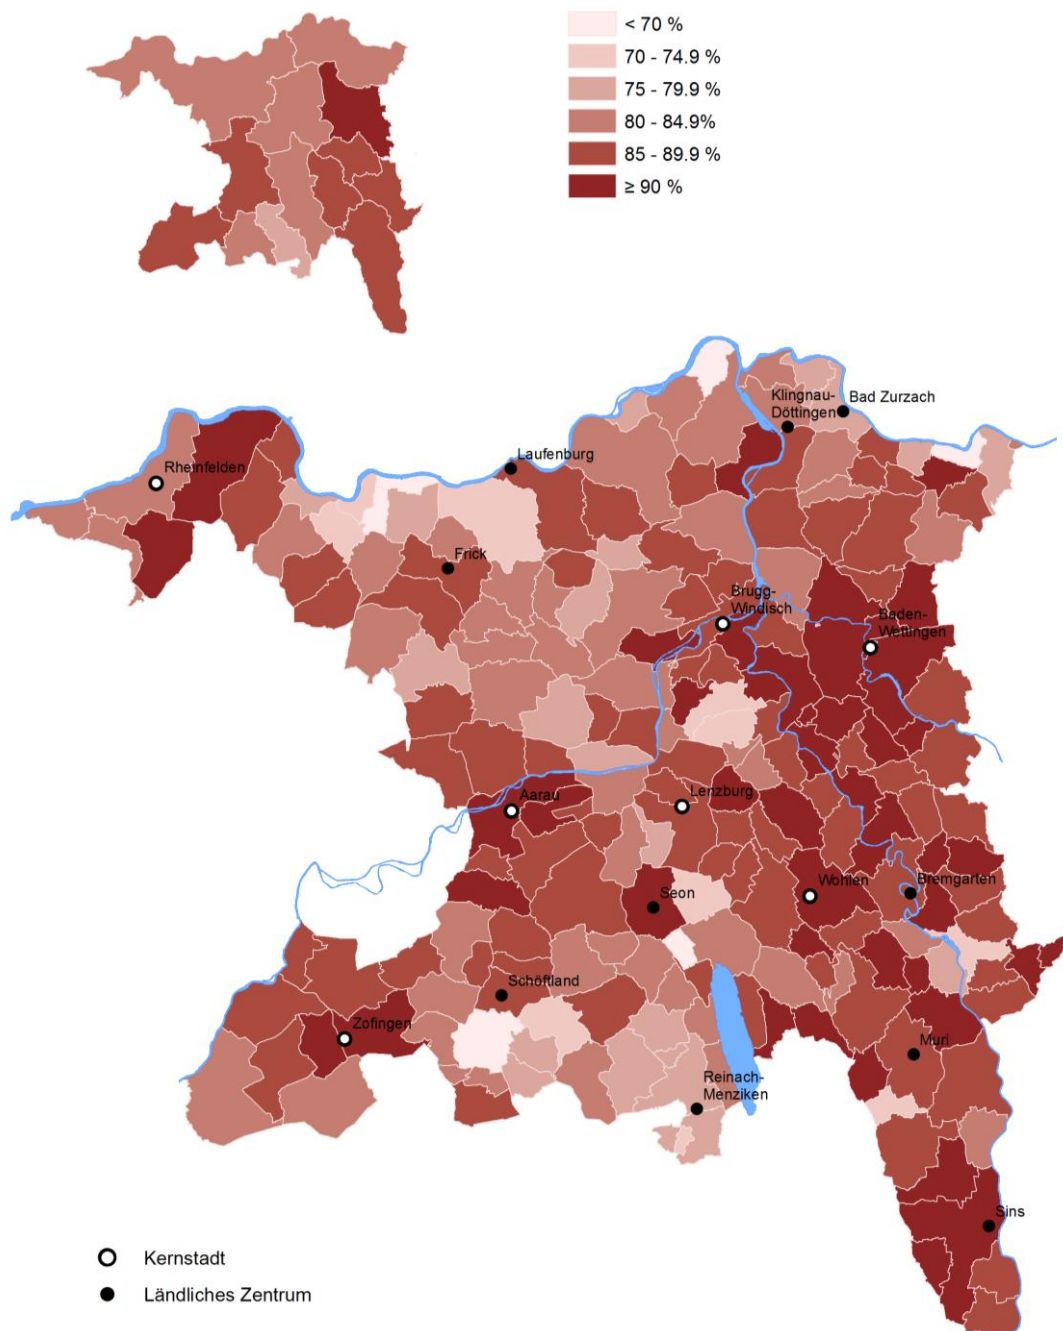 < 70 %
70 - 74.9 %
75 - 79.9 %
80 - 84.9%
85 - 89.9 %
≥ 90 %
Klingnau-
Döttingen
Bad Zurzach
Rheinfelden
Laufenburg
Frick
Brugg-
Windisch
Baden-
Wettingen
Aarau
Lenzburg
Seon
Wohlen
Bremgarten
Schöftland
Zofingen
Muri
Reinach-
Menziken
Sins
Kernstadt
Ländliches Zentrum